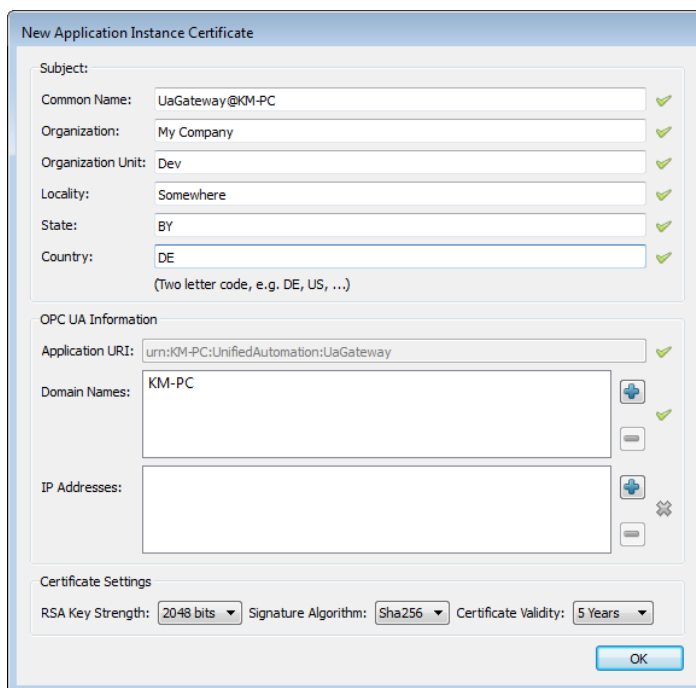 New Application Instance Certificate
Subject:
Common Name: UaGateway@KM-PC
Organization: My Company
Organization Unit: Dev
Locality: Somewhere
State: BY
Country: DE
(Two letter code, e.g. DE, US, ...)
OPC UA Information
Application URI: urn:KM-PC:UnifiedAutomation:UaGateway
Domain Names: KM-PC
IP Addresses:
Certificate Settings
RSA Key Strength: 2048 bits Signature Algorithm: Sha256 Certificate Validity: 5 Years
OK